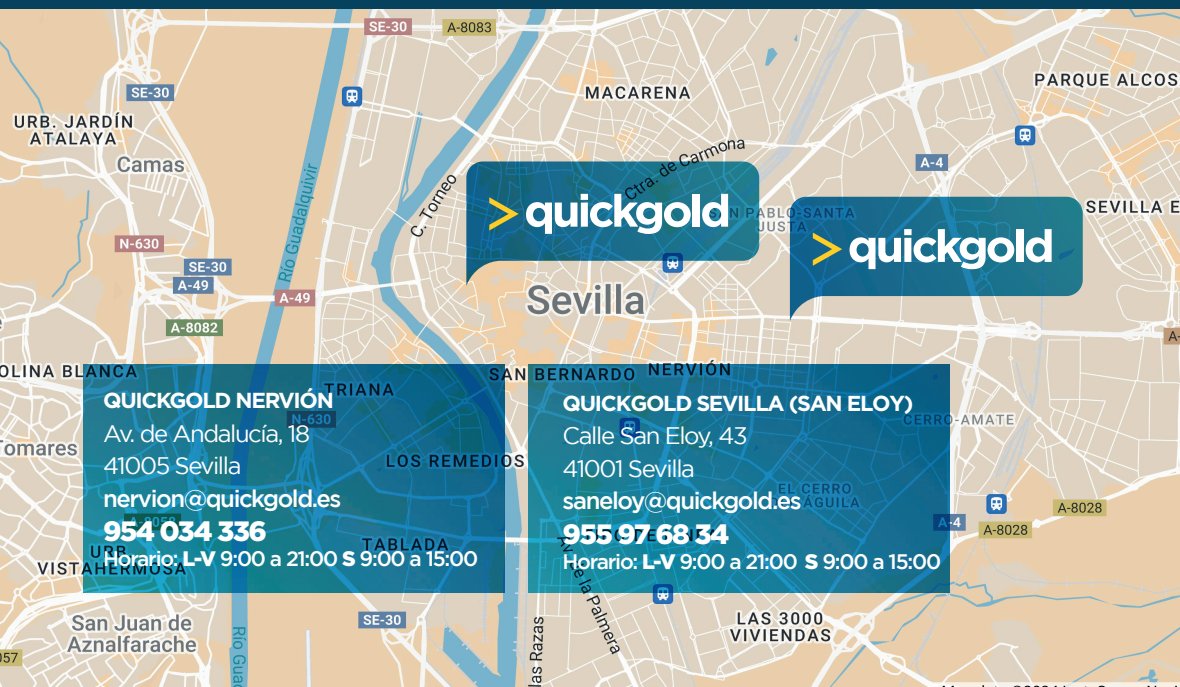 SE-30
A-8083
PARQUE ALCOS
SE-30
MACARENA
URB. JARDÍN
ATALAYA
Camas
A-4
Ctra. de Carmona
C. Torneo
Río Guadalquivir
> quickgold
SAN PABLO-SANTA
JUSTA
SEVILLA E
> quickgold
N-630
SE-30
A-49
A-49
Sevilla
A-8082
A-
OLINA BLANCA
TRIANA
SAN BERNARDO
NERVIÓN
N-630
CERRO-AMATE
Tomares
LOS REMEDIOS
QUICKGOLD NERVIÓN
Av. de Andalucía, 18
41005 Sevilla
nervion@quickgold.es
954 034 336
Horario: L-V 9:00 a 21:00 S 9:00 a 15:00
QUICKGOLD SEVILLA (SAN ELOY)
Calle San Eloy, 43
41001 Sevilla
saneloy@quickgold.es
955 97 68 34
Horario: L-V 9:00 a 21:00 S 9:00 a 15:00
EL CERRO
ÁGUILA
A-8028
A-4
A-8028
URB.
VISTAHERMOSA
TABLADA
San Juan de
Aznalfarache
SE-30
LAS 3000
VIVIENDAS
057
Río Gua
las Razas
la Palmera